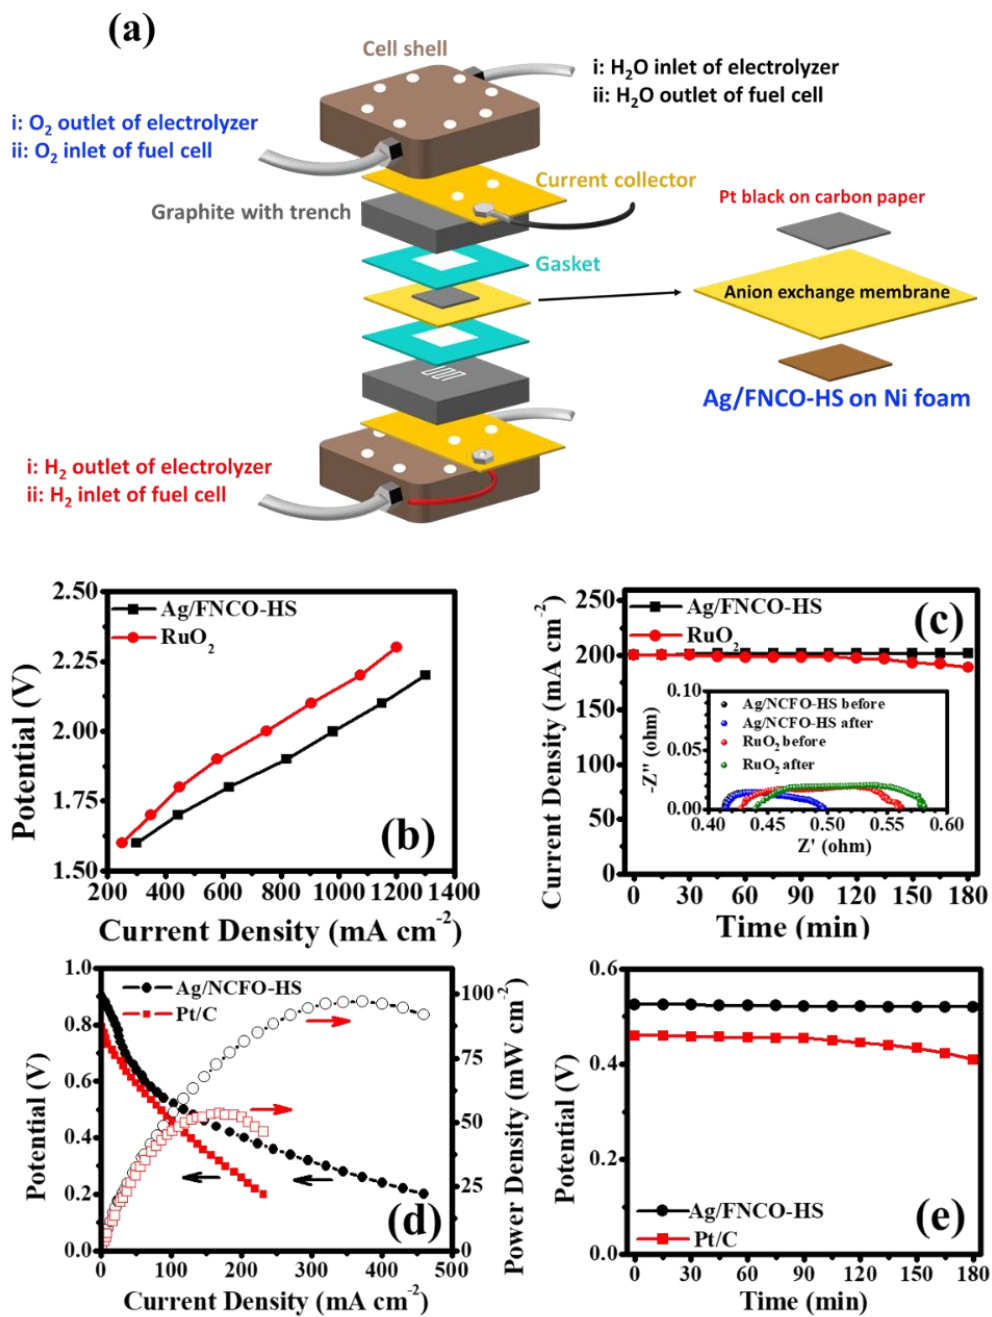 (a)
Cell shell
i: H₂O inlet of electrolyzer
ii: H₂O outlet of fuel cell
i: O₂ outlet of electrolyzer
ii: O₂ inlet of fuel cell
Current collector
Graphite with trench
Pt black on carbon paper
Gasket
Anion exchange membrane
Ag/FNCO-HS on Ni foam
i: H₂ outlet of electrolyzer
ii: H₂ inlet of fuel cell
2.50
2.25
2.00
1.75
1.50
Potential (V)
Ag/FNCO-HS
RuO₂
(b)
200 400 600 800 1000 1200 1400
Current Density (mA cm⁻²)
250
200
150
100
50
0
Current Density (mA cm⁻²)
Ag/FNCO-HS
RuO₂
(c)
0.10
0.05
0.00
-Z'' (ohm)
Ag/NCFO-HS before
Ag/NCFO-HS after
RuO₂ before
RuO₂ after
0.40 0.45 0.50 0.55 0.60
Z' (ohm)
0 30 60 90 120 150 180
Time (min)
1.0
0.8
0.6
0.4
0.2
0.0
Potential (V)
Ag/NCFO-HS
Pt/C
(d)
100
75
50
25
0
Power Density (mW cm⁻²)
0 100 200 300 400 500
Current Density (mA cm⁻²)
0.6
0.4
0.2
0.0
Potential (V)
Ag/FNCO-HS
Pt/C
(e)
0 30 60 90 120 150 180
Time (min)